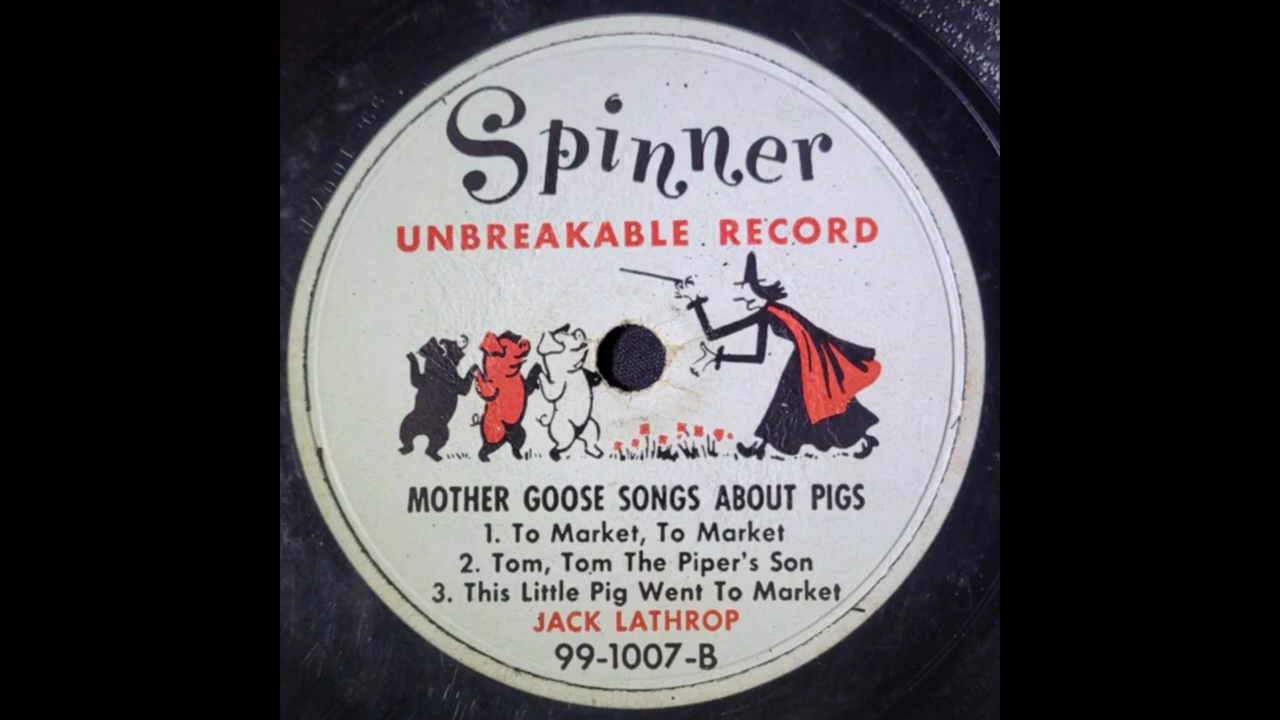 Spinner
UNBREAKABLE RECORD
MOTHER GOOSE SONGS ABOUT PIGS
1. To Market, To Market
2. Tom, Tom The Piper's Son
3. This Little Pig Went To Market
JACK LATHROP
99-1007-B